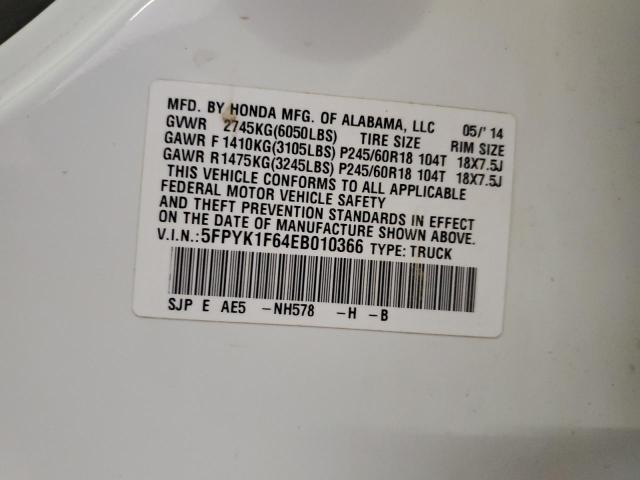 MFD. BY HONDA MFG. OF ALABAMA, LLC 05/'14
GVWR 2745KG(6050LBS) TIRE SIZE RIM SIZE
GAWR F 1410KG(3105LBS) P245/60R18 104T 18X7.5J
GAWR R1475KG(3245LBS) P245/60R18 104T 18X7.5J
THIS VEHICLE CONFORMS TO ALL APPLICABLE
FEDERAL MOTOR VEHICLE SAFETY
AND THEFT PREVENTION STANDARDS IN EFFECT
ON THE DATE OF MANUFACTURE SHOWN ABOVE.
V.I.N.:5FPYK1F64EB010366 TYPE: TRUCK
SJP E AE5 -NH578 -H -B